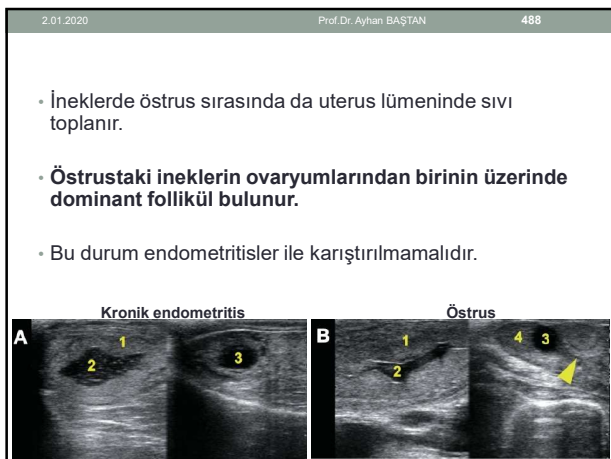 2.01.2020 Prof.Dr. Ayhan BAŞTAN 488
• İneklerde östrus sırasında da uterus lümeninde sıvı
toplanır.
• Östrustaki ineklerin ovaryumlarından birinin üzerinde
dominant follikül bulunur.
• Bu durum endometritisler ile karıştırılmamalıdır.
Kronik endometritis Östrus
A 1 2 3 B 1 2 4 3